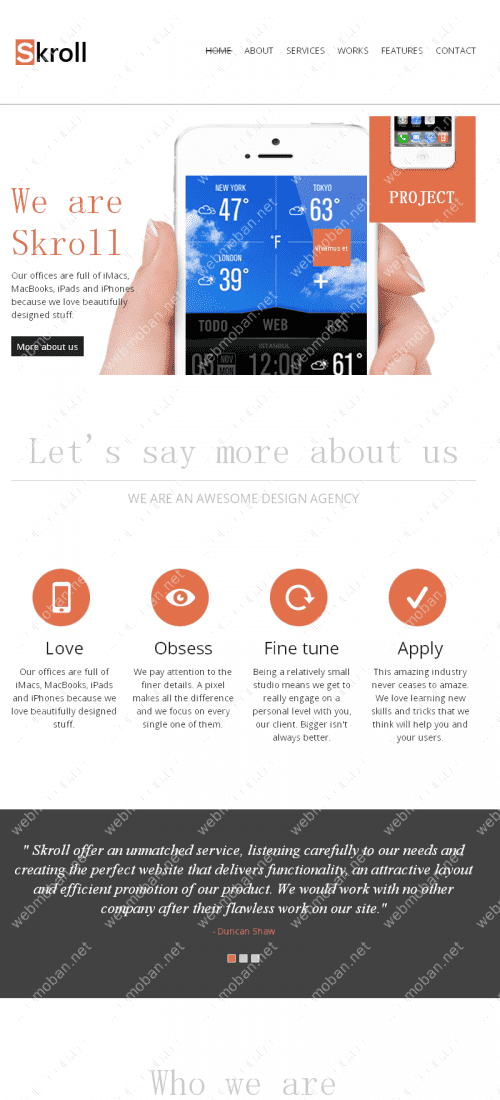 Skroll
HOME ABOUT SERVICES WORKS FEATURES CONTACT
We are
Skroll
Our offices are full of iMacs,
MacBooks, iPads and iPhones
because we love beautifully
designed stuff.
More about us
NEW YORK
47°
TOKYO
63°
°F
LONDON
39°
+
Vivamus et
TODO WEB
ISTANBUL
NOV
MON
12:00
61°
PROJECT
Let's say more about us
WE ARE AN AWESOME DESIGN AGENCY
Love
Our offices are full of
iMacs, MacBooks, iPads
and iPhones because we
love beautifully designed
stuff.
Obsess
We pay attention to the
finer details. A pixel
makes all the difference
and we focus on every
single one of them.
Fine tune
Being a relatively small
studio means we get to
really engage on a
personal level with you,
our client. Bigger isn't
always better.
Apply
This amazing industry
never ceases to amaze.
We love learning new
skills and tricks that we
think will help you and
your users.
" Skroll offer an unmatched service, listening carefully to our needs and
creating the perfect website that delivers functionality, an attractive layout
and efficient promotion of our product. We would work with no other
company after their flawless work on our site."
- Duncan Shaw
Who we are
webmoban.net